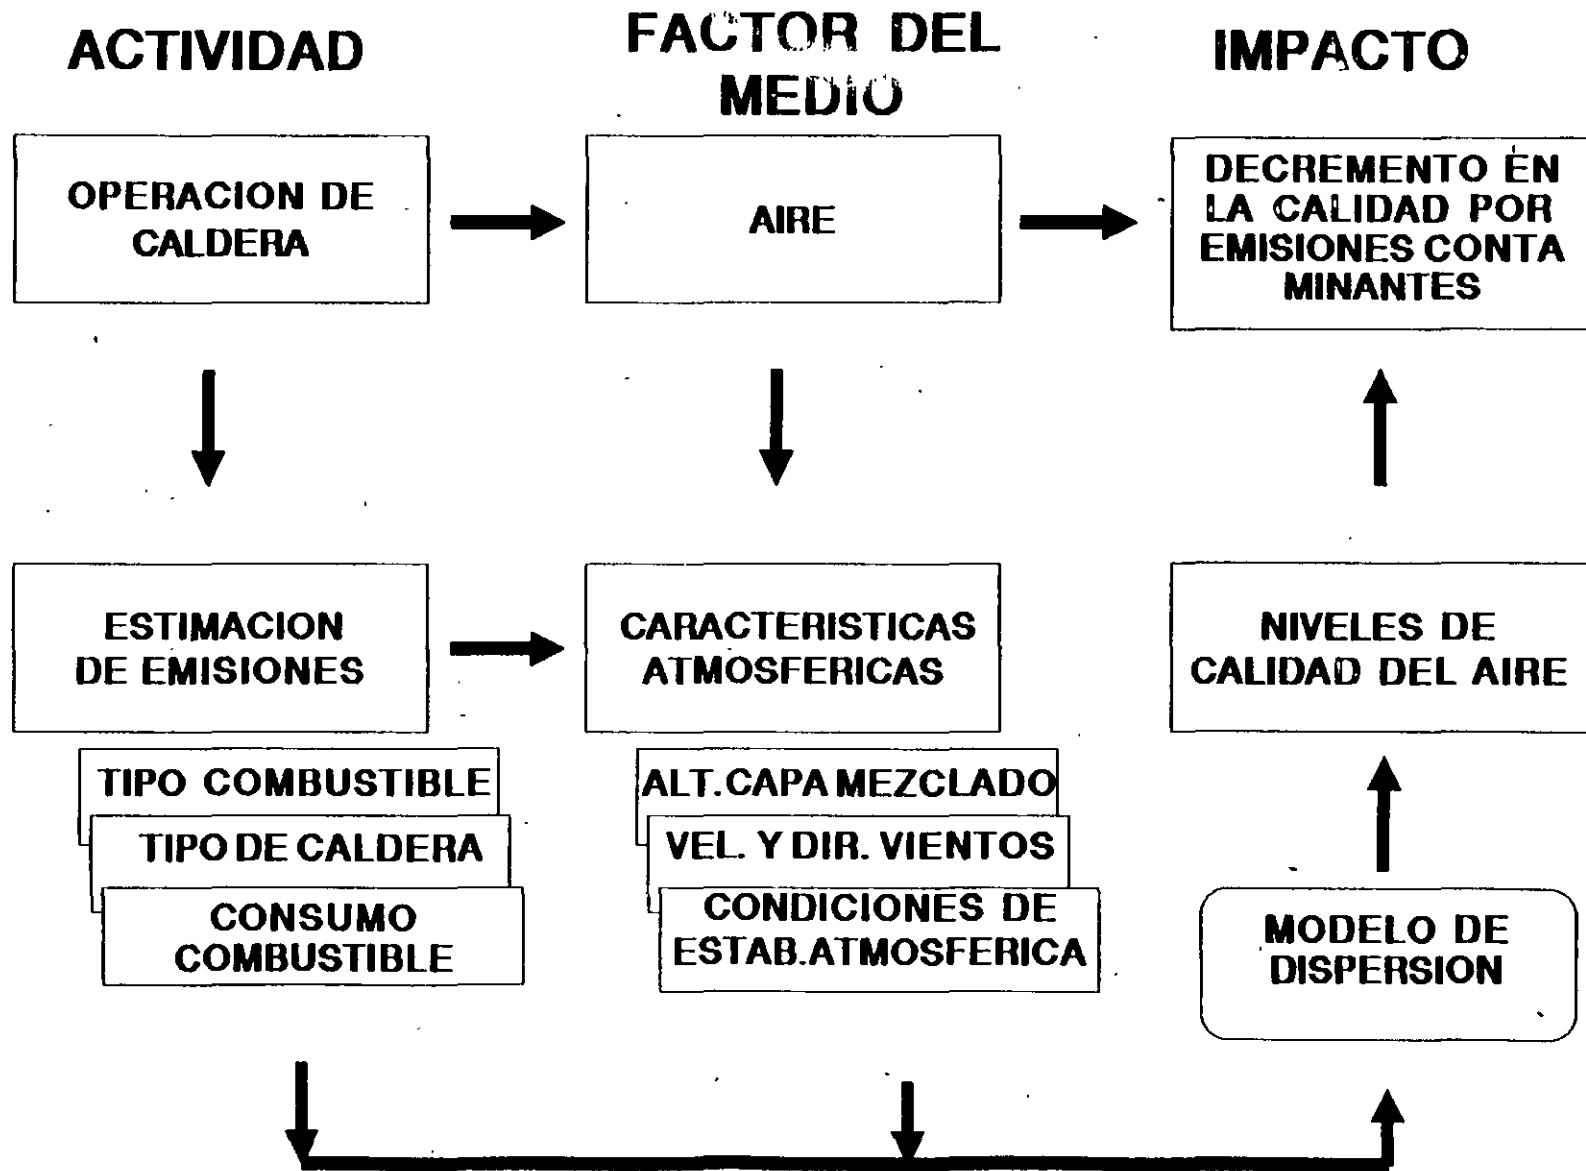 ACTIVIDAD
FACTOR DEL
MEDIO
IMPACTO
OPERACION DE
CALDERA
AIRE
DECREMENTO EN
LA CALIDAD POR
EMISIONES CONTA
MINANTES
ESTIMACION
DE EMISIONES
CARACTERISTICAS
ATMOSFERICAS
NIVELES DE
CALIDAD DEL AIRE
TIPO COMBUSTIBLE
TIPO DE CALDERA
CONSUMO
COMBUSTIBLE
ALT. CAPA MEZCLADO
VEL. Y DIR. VIENTOS
CONDICIONES DE
ESTAB. ATMOSFERICA
MODELO DE
DISPERSION